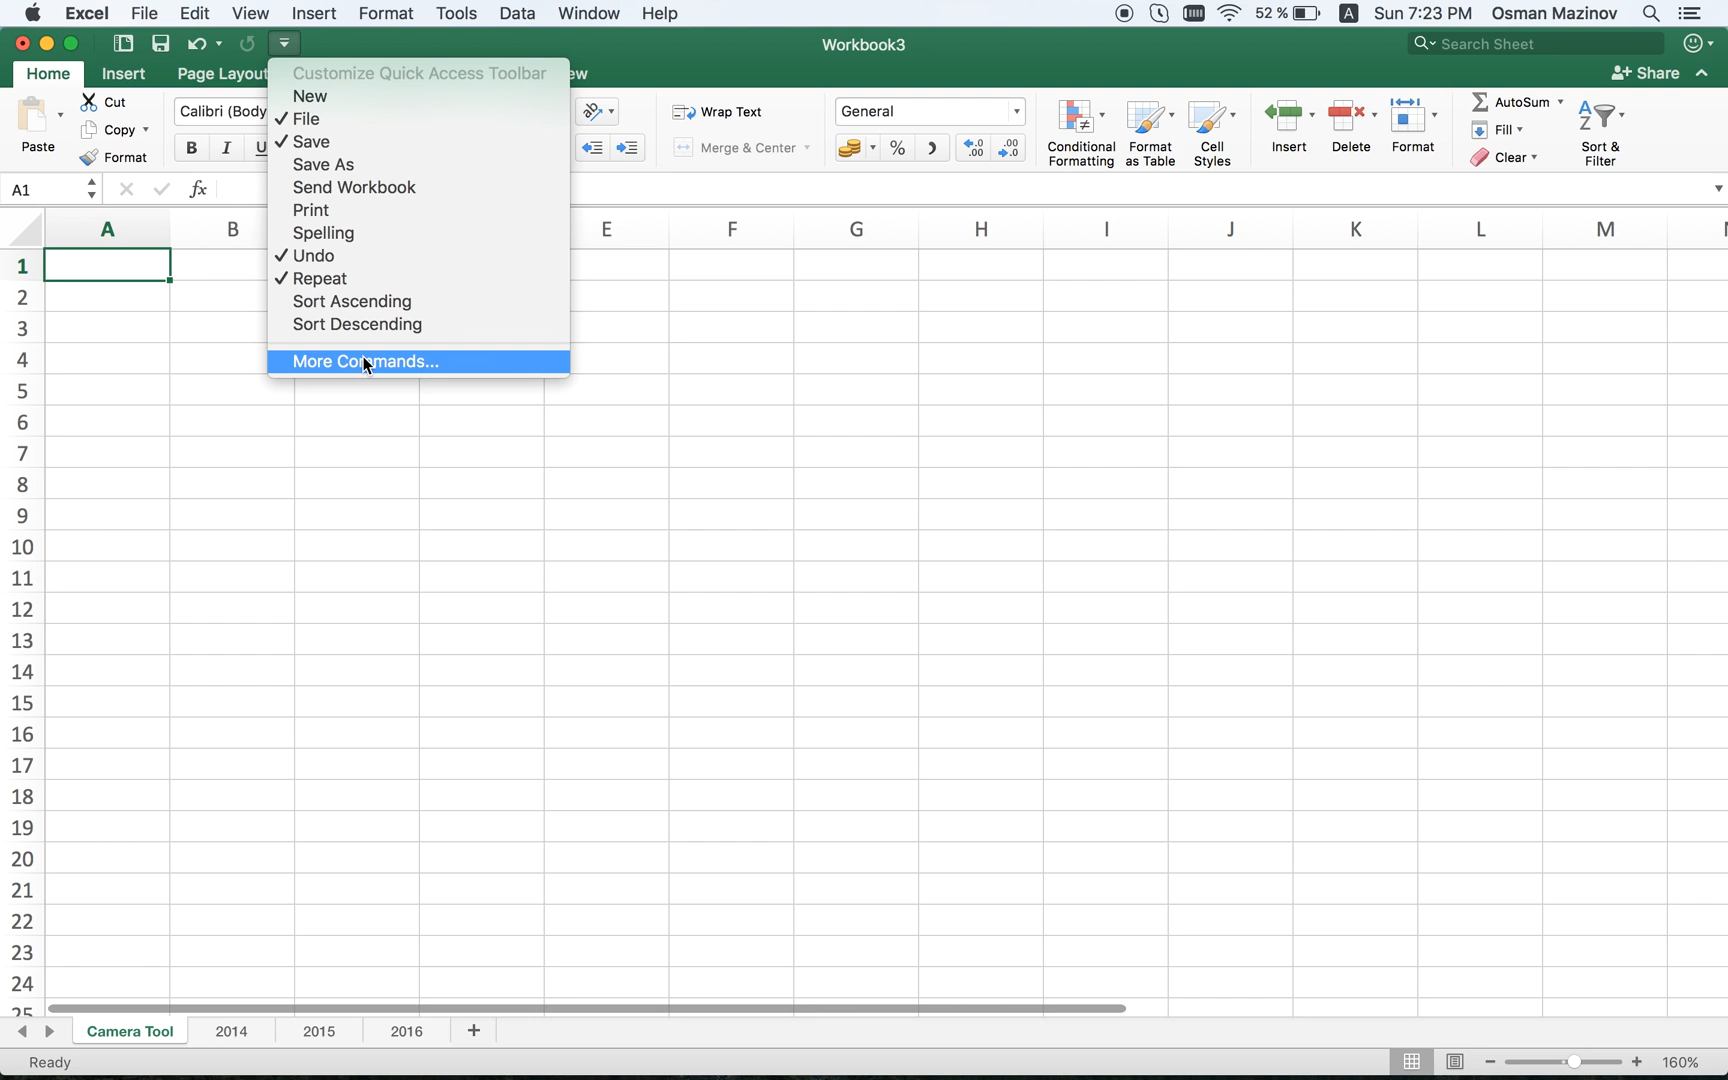 Excel File Edit View Insert Format Tools Data Window Help 52 % A Sun 7:23 PM Osman Mazinov
Workbook3 Search Sheet
Home Insert Page Layout ew Share
Customize Quick Access Toolbar
New
File
Save
Save As
Send Workbook
Print
Spelling
Undo
Repeat
Sort Ascending
Sort Descending
More Commands...
Paste Cut Copy Format
Calibri (Body
B I U
Wrap Text
Merge & Center
General
%
Conditional Formatting
Format as Table
Cell Styles
Insert Delete Format
AutoSum
Fill
Clear
Sort & Filter
A1 fx
A B E F G H I J K L M
1
2
3
4
5
6
7
8
9
10
11
12
13
14
15
16
17
18
19
20
21
22
23
24
25
Camera Tool 2014 2015 2016 +
Ready 160%